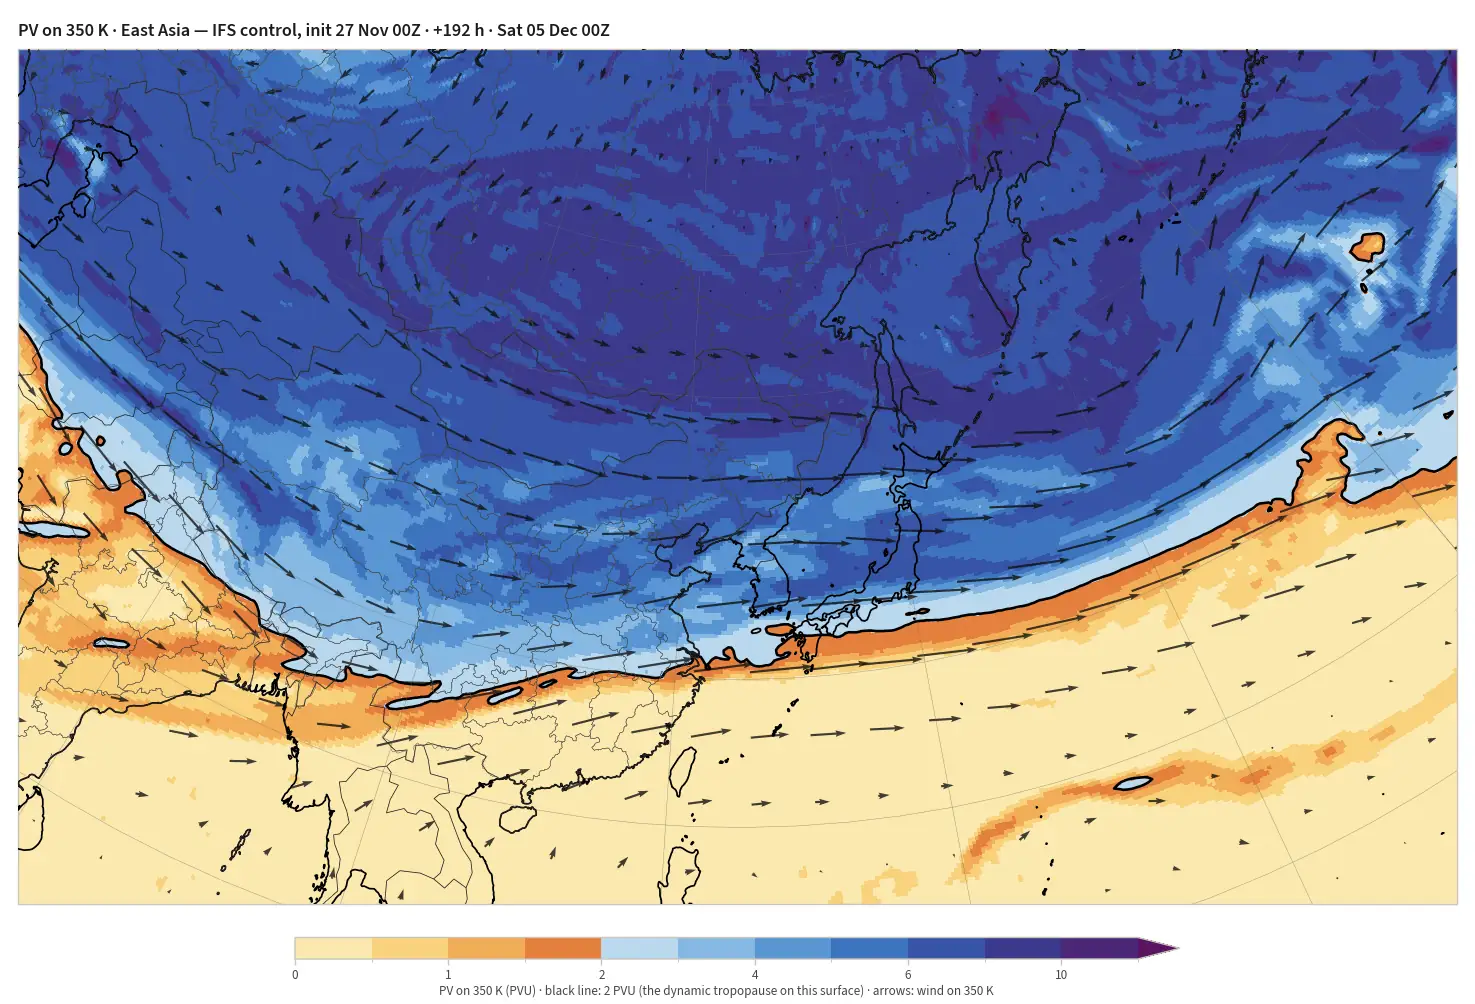 PV on 350 K · East Asia — IFS control, init 27 Nov 00Z · +192 h · Sat 05 Dec 00Z
0 1 2 4 6 10
PV on 350 K (PVU) · black line: 2 PVU (the dynamic tropopause on this surface) · arrows: wind on 350 K